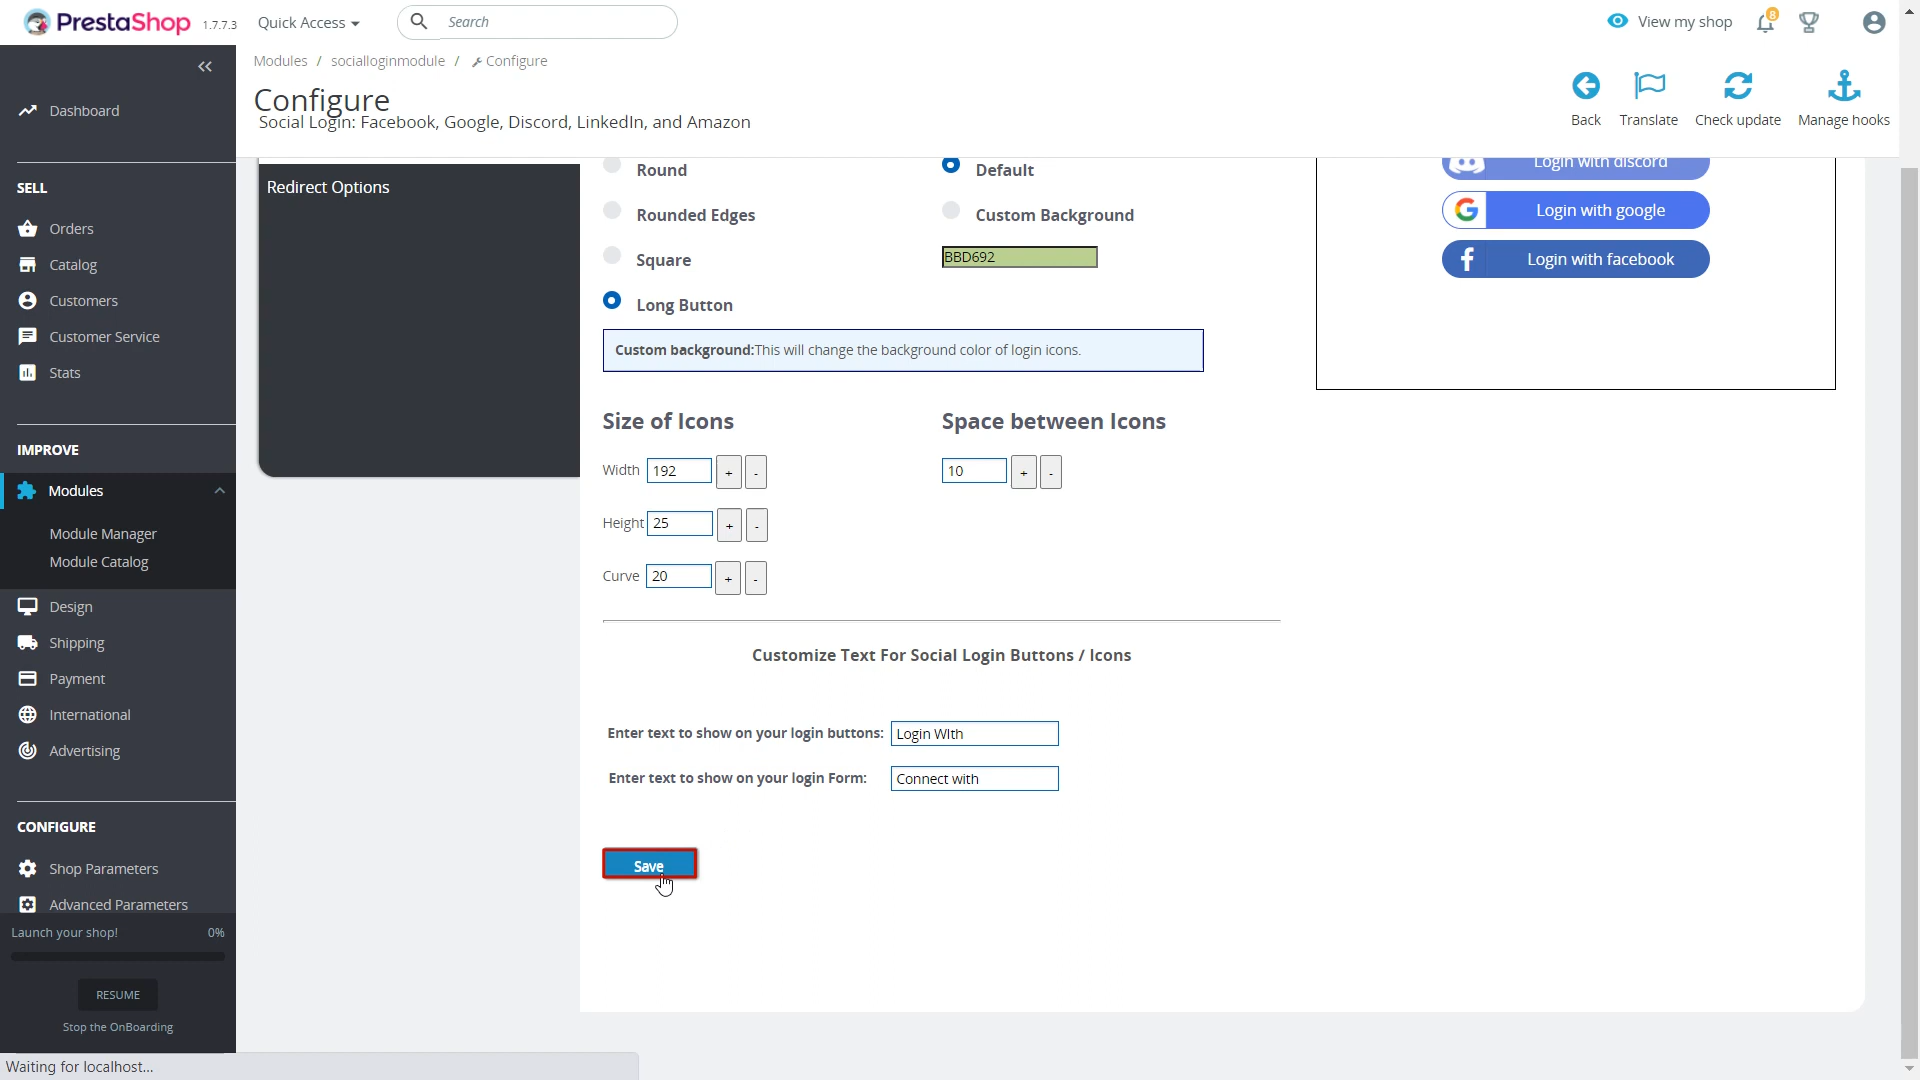 PrestaShop 1.7.7.3 Quick Access Search View my shop 8
Modules / socialloginmodule / Configure
Configure
Social Login: Facebook, Google, Discord, LinkedIn, and Amazon
Back Translate Check update Manage hooks
Dashboard
SELL
Orders
Catalog
Customers
Customer Service
Stats
IMPROVE
Modules
Module Manager
Module Catalog
Design
Shipping
Payment
International
Advertising
CONFIGURE
Shop Parameters
Advanced Parameters
Launch your shop! 0%
RESUME
Stop the OnBoarding
Waiting for localhost...
Redirect Options
Round Default
Rounded Edges Custom Background
Square BBD692
Long Button
Custom background:This will change the background color of login icons.
Size of Icons Space between Icons
Width 192 + - 10 + -
Height 25 + -
Curve 20 + -
Customize Text For Social Login Buttons / Icons
Enter text to show on your login buttons: Login WIth
Enter text to show on your login Form: Connect with
Save
Login with discord
Login with google
Login with facebook